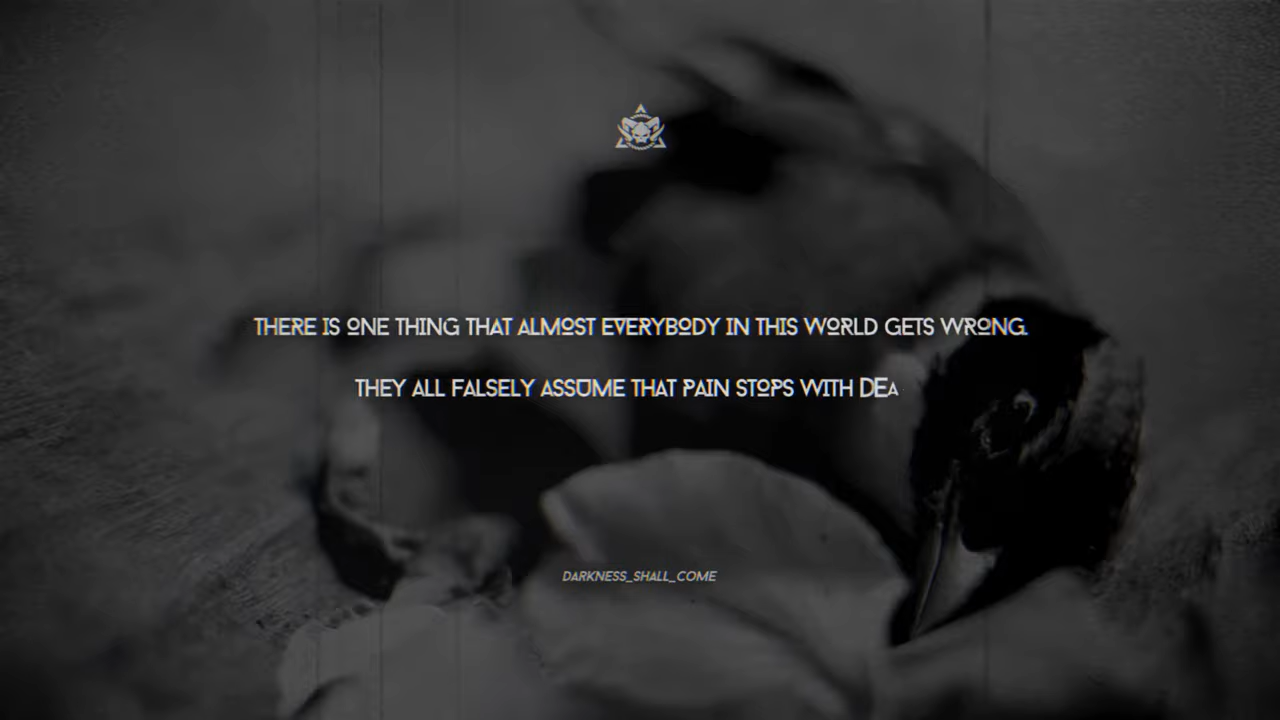 THERE IS ONE THING THAT ALMOST EVERYBODY IN THIS WORLD GETS WRONG.
THEY ALL FALSELY ASSUME THAT PAIN STOPS WITH DEA
DARKNESS_SHALL_COME